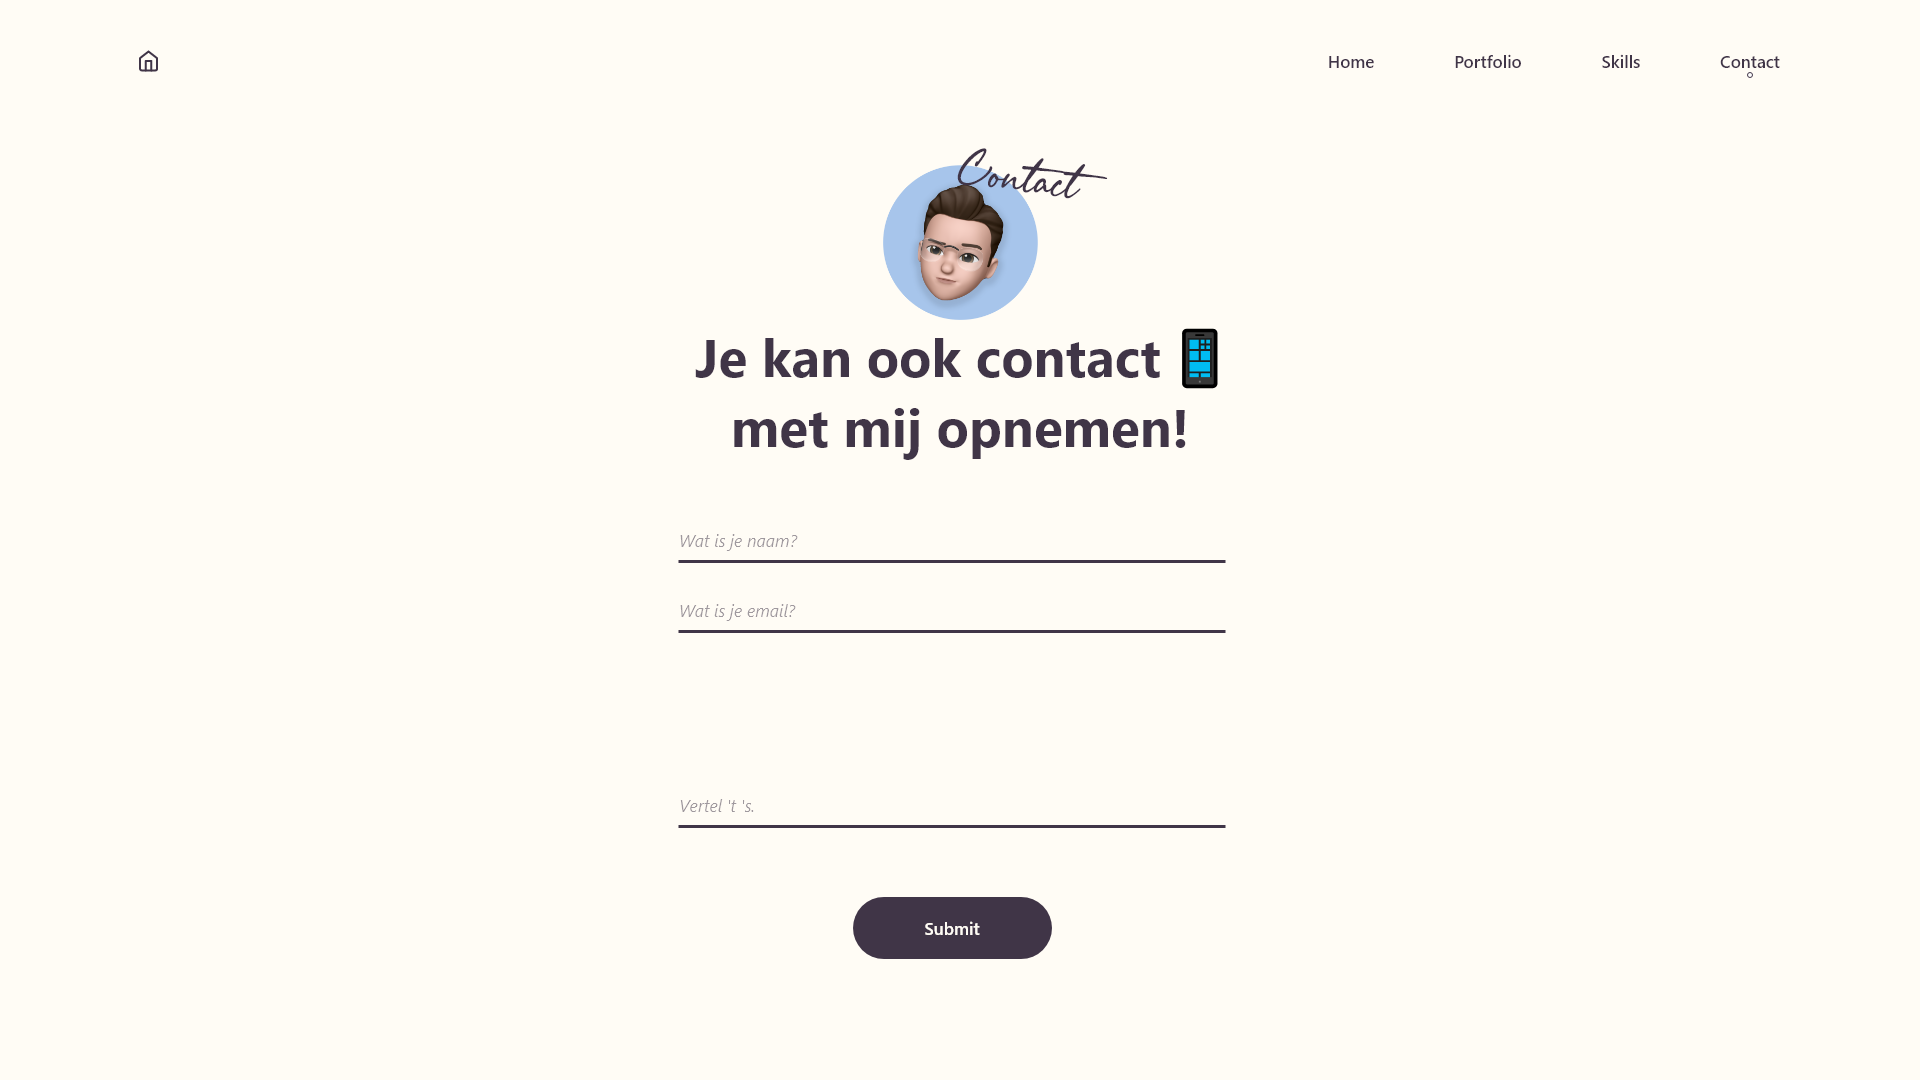 Home Portfolio Skills Contact
Contact
Je kan ook contact 📱
met mij opnemen!
Wat is je naam?
Wat is je email?
Vertel 't 's.
Submit